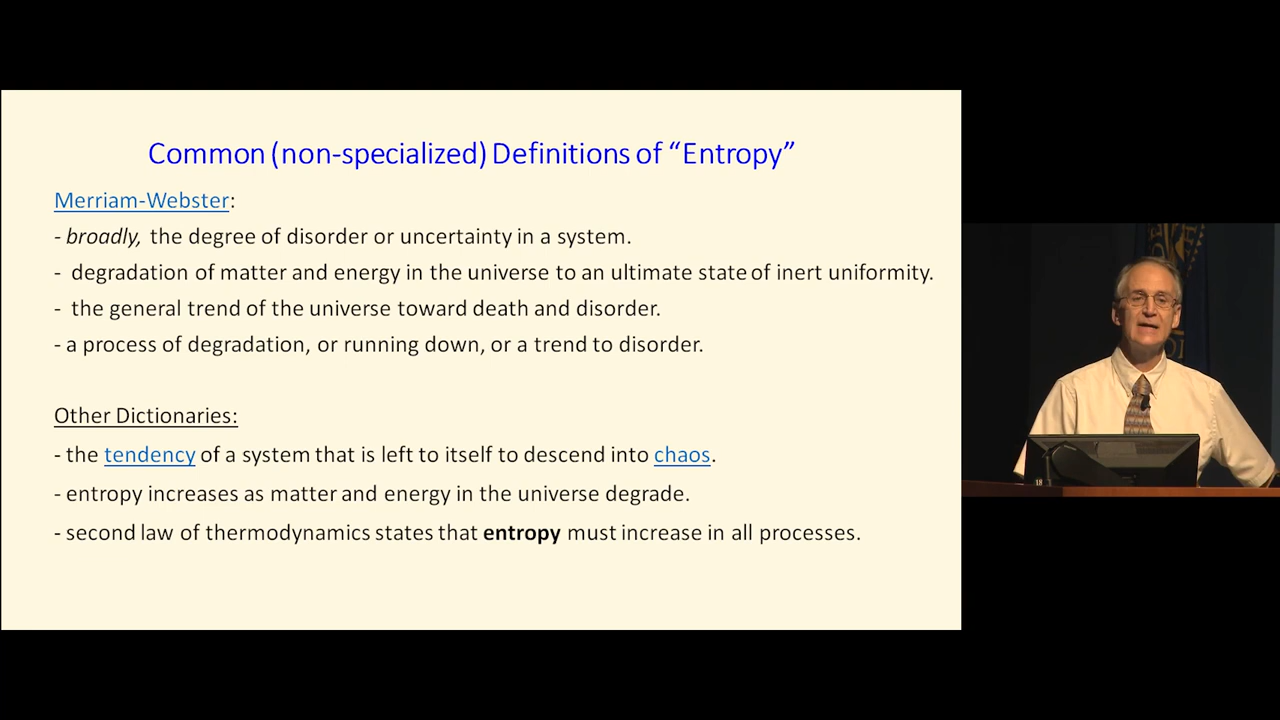 Common (non-specialized) Definitions of “Entropy”
Merriam-Webster:
- broadly, the degree of disorder or uncertainty in a system.
- degradation of matter and energy in the universe to an ultimate state of inert uniformity.
- the general trend of the universe toward death and disorder.
- a process of degradation, or running down, or a trend to disorder.
Other Dictionaries:
- the tendency of a system that is left to itself to descend into chaos.
- entropy increases as matter and energy in the universe degrade.
- second law of thermodynamics states that entropy must increase in all processes.